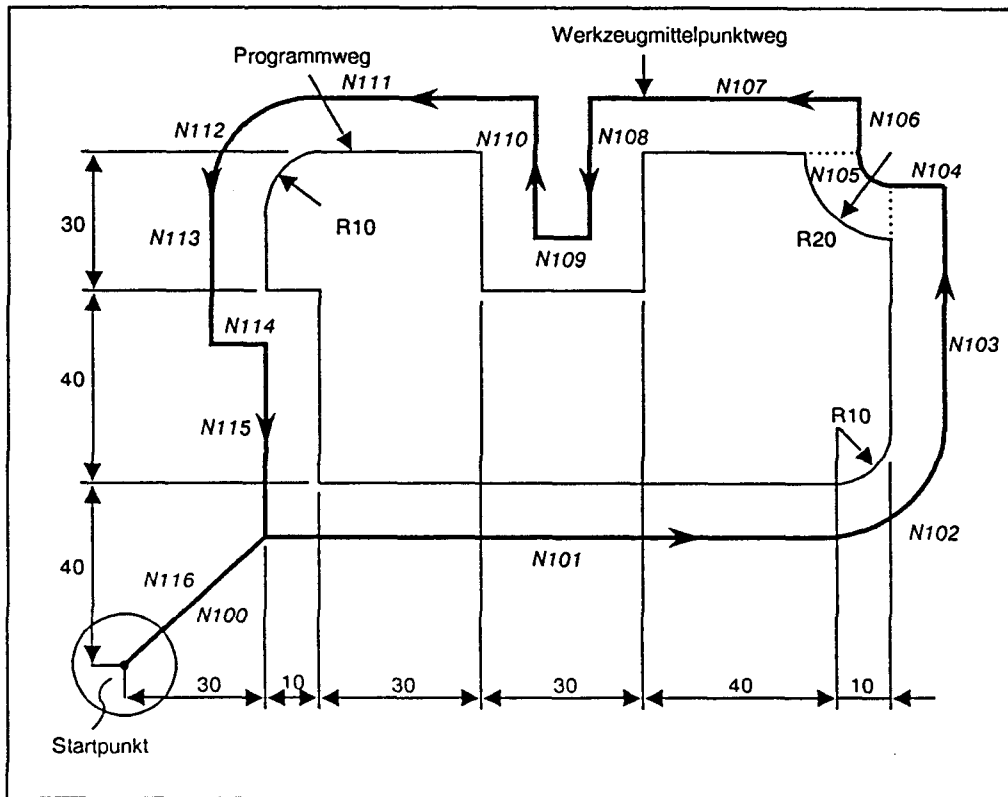 Werkzeugmittelpunktweg
Programmweg
N111
N107
N112
N110
N108
N106
N105
N104
30
R10
R20
N113
N109
N114
N103
40
N115
R10
N102
N101
40
N116
N100
30
10
30
30
40
10
Startpunkt